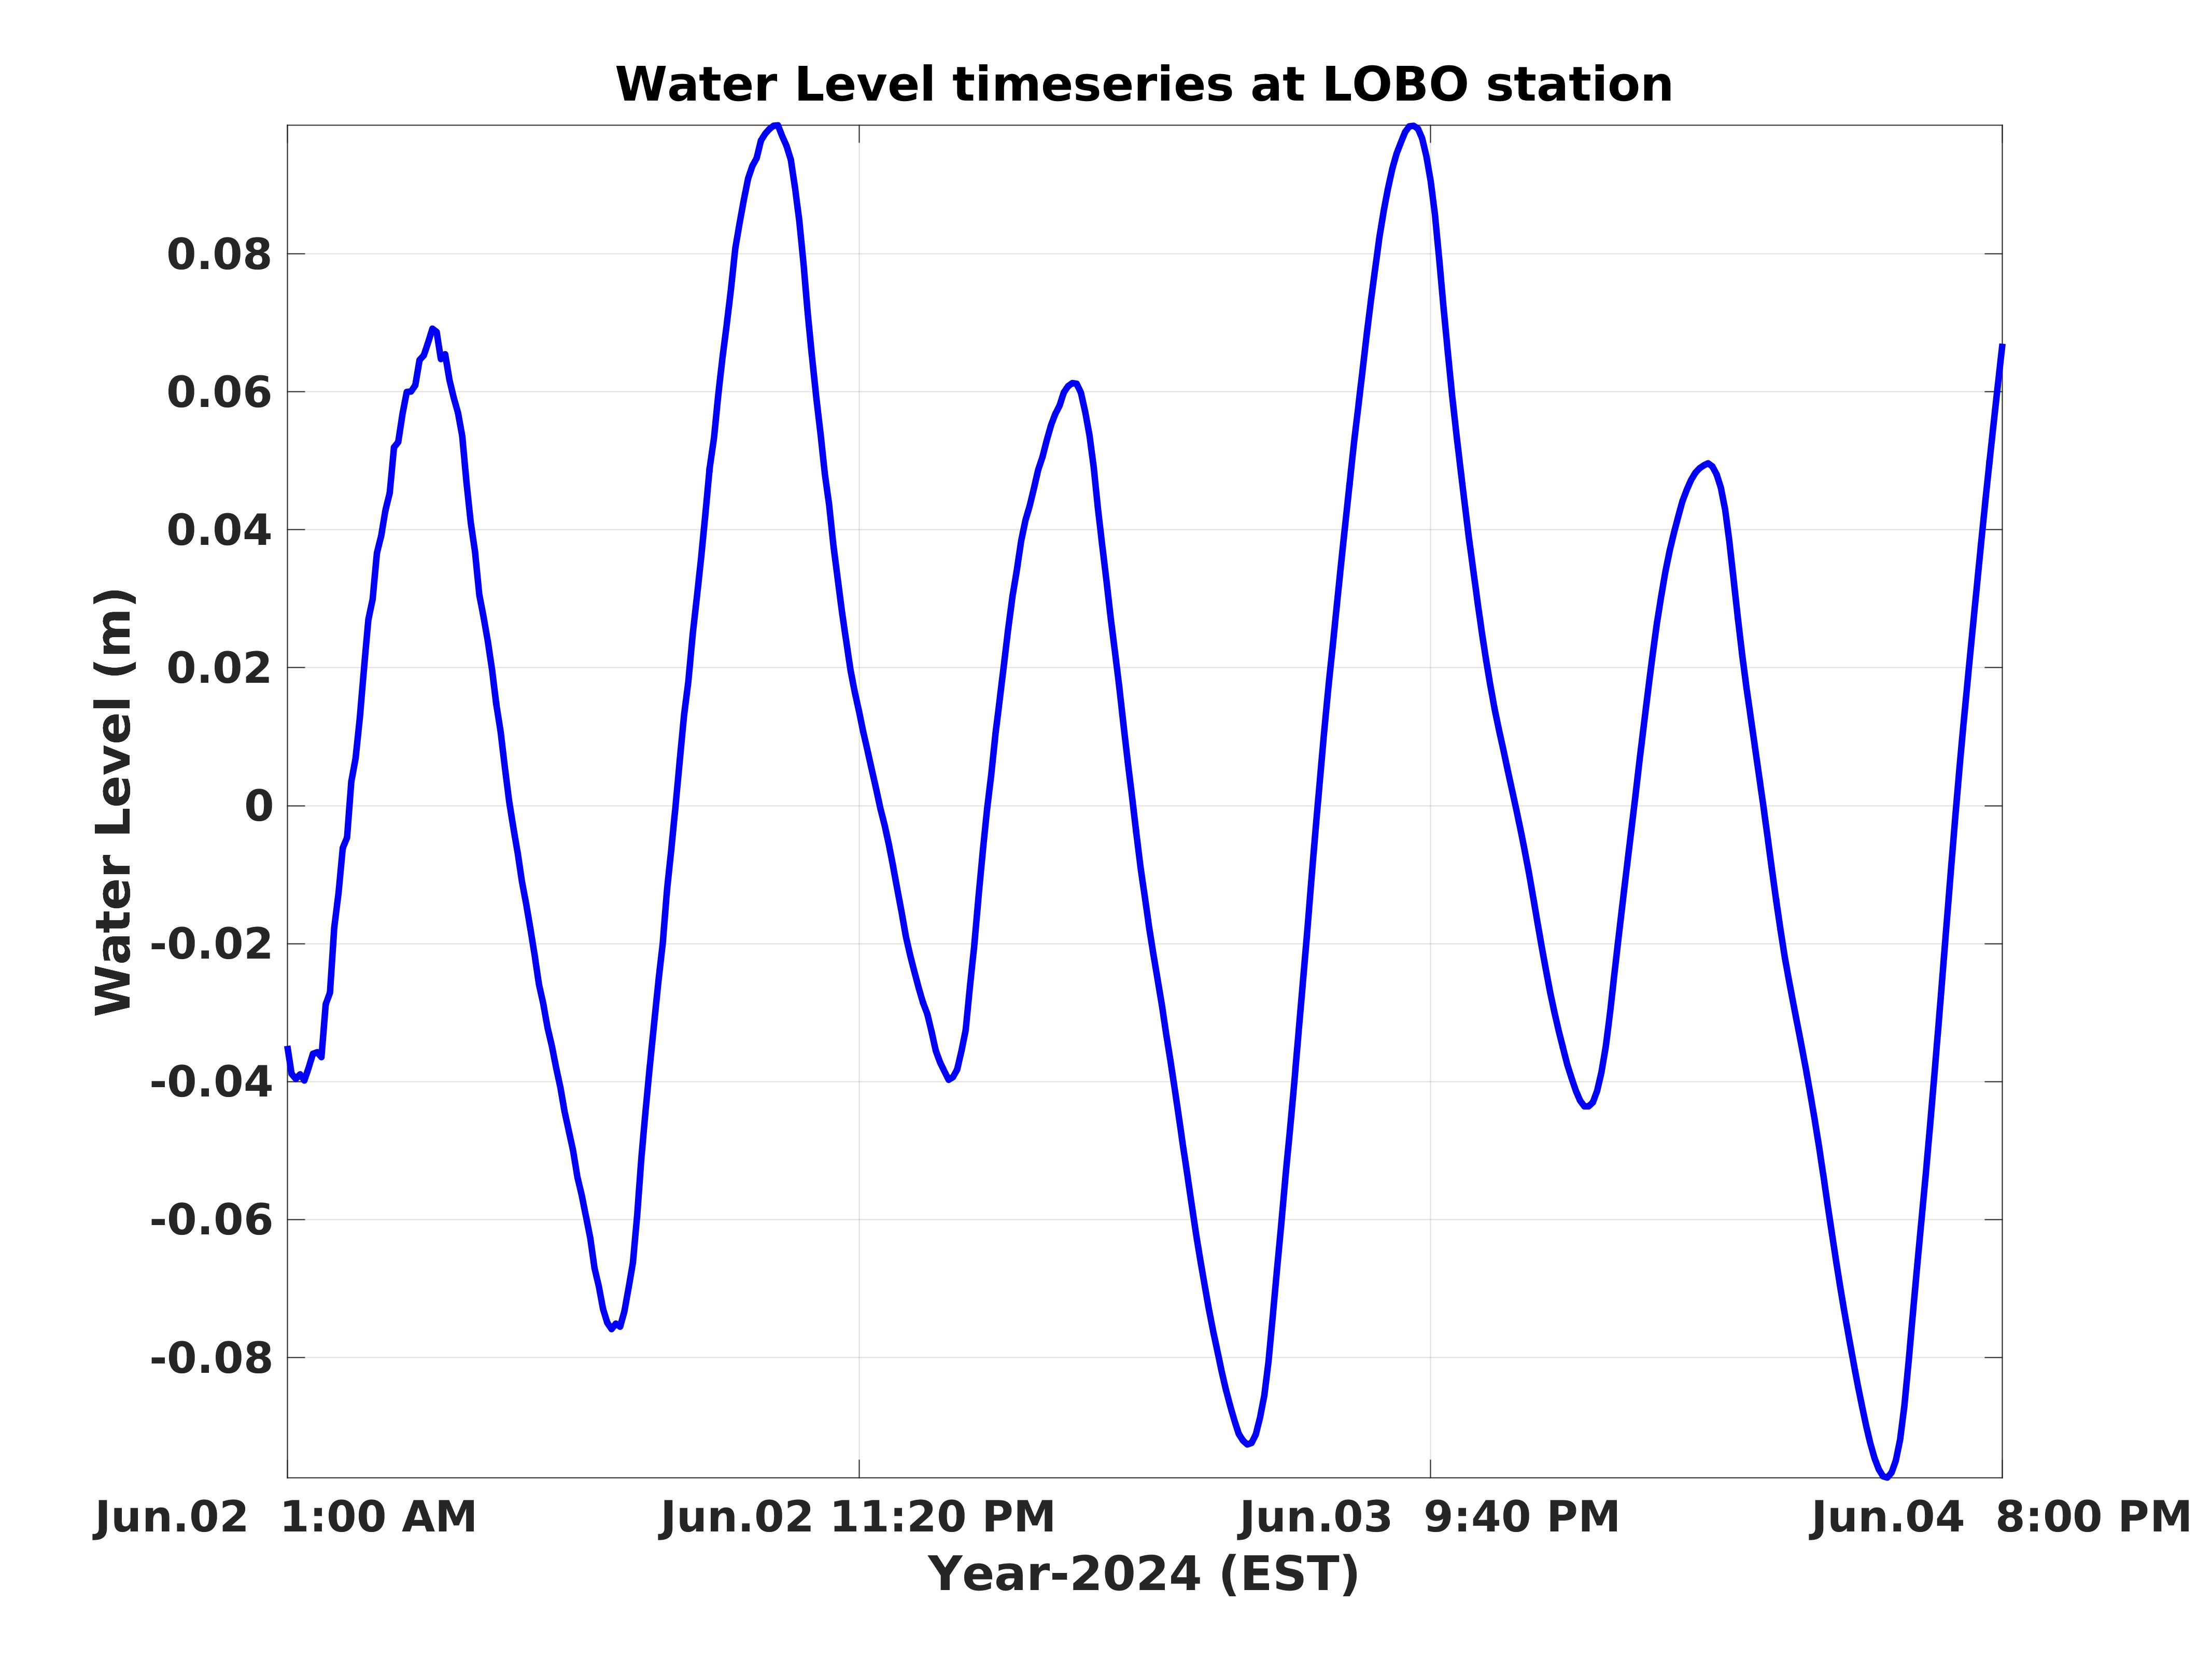 Water Level timeseries at LOBO station
Water Level (m)
0.08
0.06
0.04
0.02
0
-0.02
-0.04
-0.06
-0.08
Jun.02  1:00 AM
Jun.02 11:20 PM
Jun.03  9:40 PM
Jun.04  8:00 PM
Year-2024 (EST)